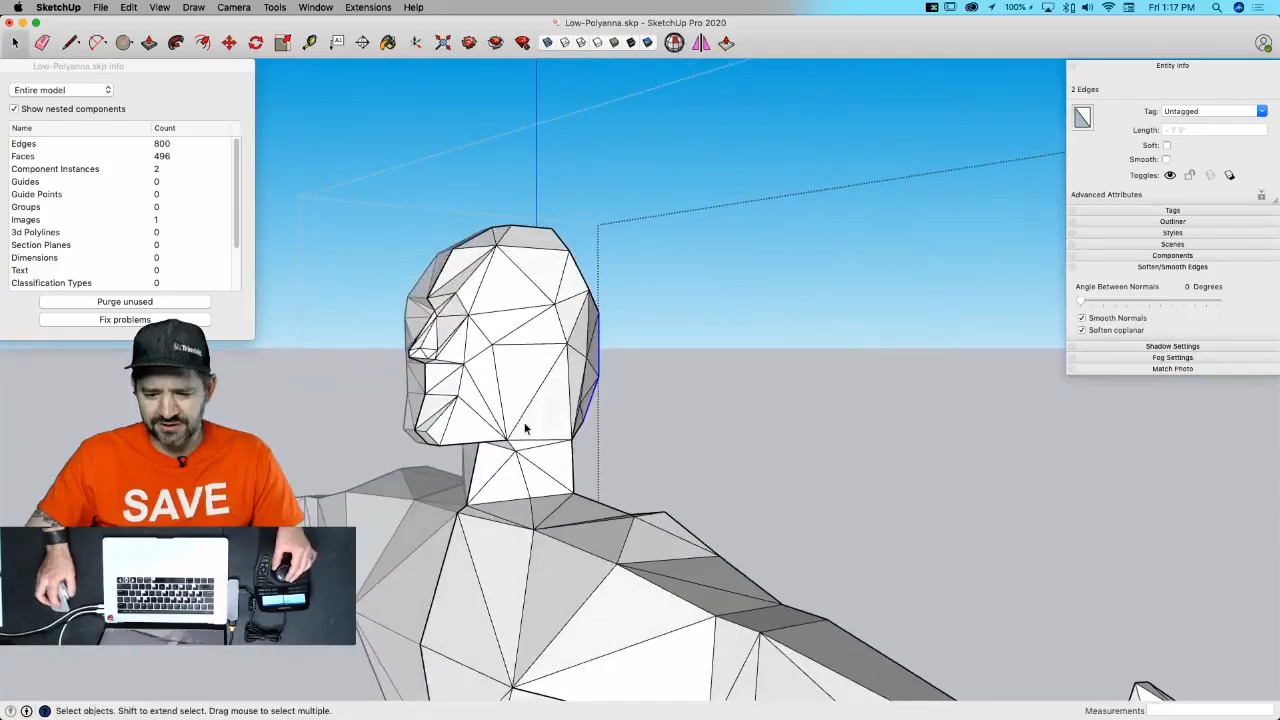 SketchUp File Edit View Draw Camera Tools Window Extensions Help
100% Fri 1:17 PM
Low-Polyanna.skp - SketchUp Pro 2020
Low-Polyanna.skp info
Entire model
Show nested components
Name Count
Edges 800
Faces 496
Component Instances 2
Guides 0
Guide Points 0
Groups 0
Images 1
3d Polylines 0
Section Planes 0
Dimensions 0
Text 0
Classification Types 0
Purge unused
Fix problems
Entity Info
2 Edges
Tag: Untagged
Length: ~ 1' 9"
Soft:
Smooth:
Toggles:
Advanced Attributes
Tags
Outliner
Styles
Scenes
Components
Soften/Smooth Edges
Angle Between Normals 0 Degrees
Smooth Normals
Soften coplanar
Shadow Settings
Fog Settings
Match Photo
Trimble
SAVE
Select objects. Shift to extend select. Drag mouse to select multiple.
Measurements